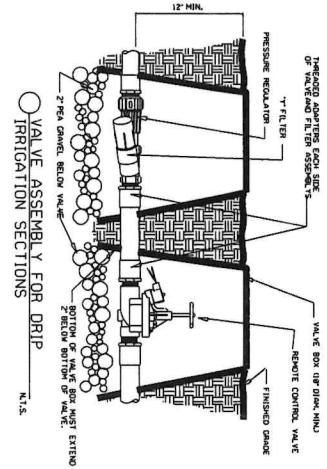 12" MIN.
THREADED ADAPTERS EACH SIDE
OF VALVE AND FILTER ASSEMBLYS.
"Y" FILTER
PRESSURE REGULATOR
VALVE BOX (10" DIAM. MIN.)
REMOTE CONTROL VALVE
FINISHED GRADE
2" PEA GRAVEL BELOW VALVE
BOTTOM OF VALVE BOX MUST EXTEND
2" BELOW BOTTOM OF VALVE.
VALVE ASSEMBLY FOR DRIP
IRRIGATION SECTIONS
N.T.S.